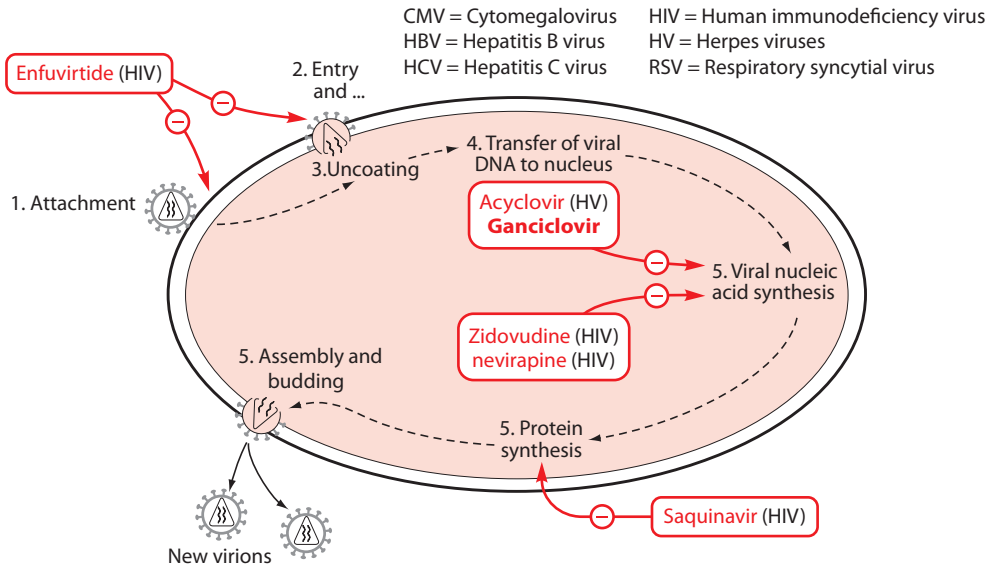 CMV = Cytomegalovirus
HBV = Hepatitis B virus
HCV = Hepatitis C virus
HIV = Human immunodeficiency virus
HV = Herpes viruses
RSV = Respiratory syncytial virus
Enfuvirtide (HIV)
2. Entry
and ...
3.Uncoating
4. Transfer of viral
DNA to nucleus
1. Attachment
Acyclovir (HV)
Ganciclovir
5. Viral nucleic
acid synthesis
Zidovudine (HIV)
nevirapine (HIV)
5. Assembly and
budding
5. Protein
synthesis
Saquinavir (HIV)
New virions